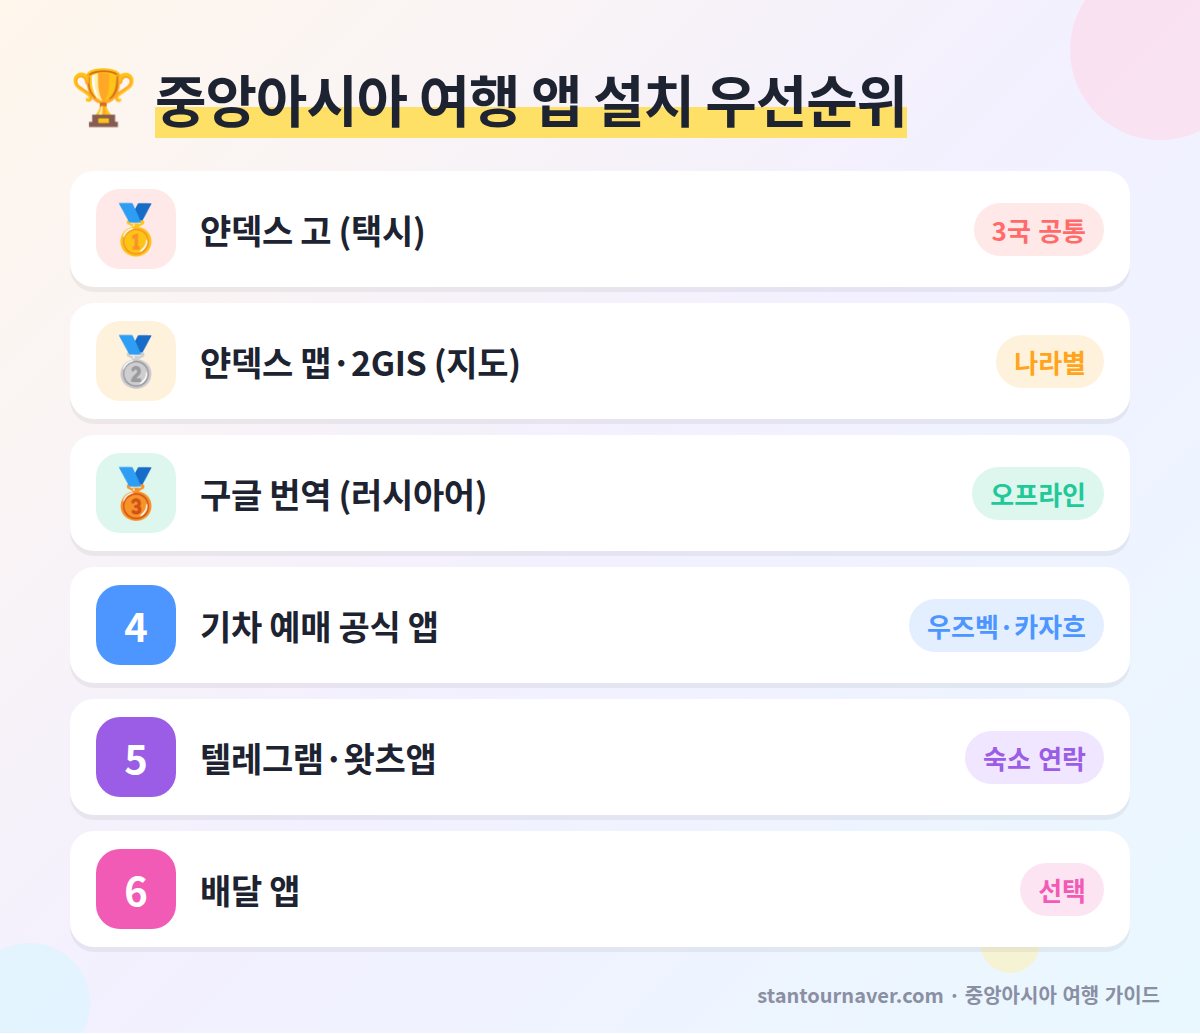 중앙아시아 여행 앱 설치 우선순위
1
얀덱스 고 (택시)
3국 공통
2
얀덱스 맵·2GIS (지도)
나라별
3
구글 번역 (러시아어)
오프라인
4
기차 예매 공식 앱
우즈벡·카자흐
5
텔레그램·왓츠앱
숙소 연락
6
배달 앱
선택
stantournaver.com · 중앙아시아 여행 가이드